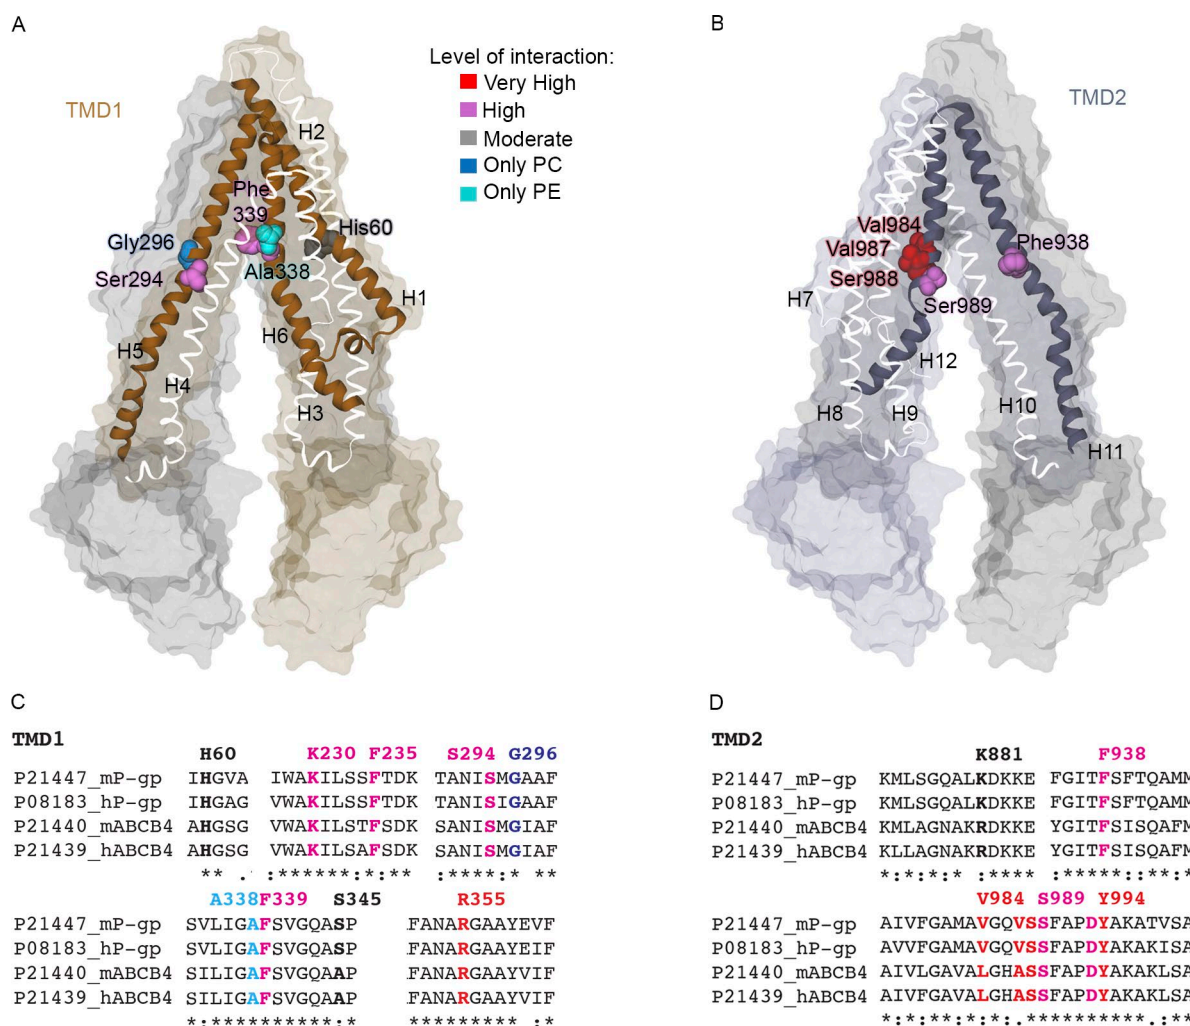 A
B
Level of interaction:
Very High
High
Moderate
Only PC
Only PE
TMD1
TMD2
H2
Phe
339
His60
Gly296
Ser294
Ala338
H1
H6
H5
H4
H3
Val984
Val987
Ser988
Phe938
H7
Ser989
H12
H8
H9
H10
H11
C
D
TMD1
H60 K230 F235 S294 G296
P21447_mP-gp IHGVA IWAKILSSFTDK TANISMGAAF
P08183_hP-gp IHGAG VWAKILSSFTDK TANISIGAAF
P21440_mABCB4 AHGSG VWAKILSTFSDK SANISMGIAF
P21439_hABCB4 AHGSG VWAKILSAFSDK SANISMGIAF
** .:******* *:** :****:* **
A338 F339 S345 R355
P21447_mP-gp SVLIGAFSVGQASP FANARGAAYEVF
P08183_hP-gp SVLIGAFSVGQASP FANARGAAYEIF
P21440_mABCB4 SILIGAFSVGQAAP FANARGAAYVIF
P21439_hABCB4 SILIGAFSVGQAAP FANARGAAYVIF
*:**********:* ********* :*
TMD2
K881 F938
P21447_mP-gp KMLSGQALKDKKE FGITFSFTQAMM
P08183_hP-gp KMLSGQALKDKKE FGITFSFTQAMM
P21440_mABCB4 KMLAGNAKRDKKE YGITFSISQAFM
P21439_hABCB4 KLLAGNAKRDKKE YGITFSISQAFM
*:*:*:* :**** :*****::**:*
V984 S989 Y994
P21447_mP-gp AIVFGAMAVGQVSSFAPDYAKATVSA
P08183_hP-gp AVVFGAMAVGQVSSFAPDYAKAKISA
P21440_mABCB4 AIVLGAVALGHASSFAPDYAKAKLSA
P21439_hABCB4 AIVFGAVALGHASSFAPDYAKAKLSA
*:*:**:*:*:.**********.:**